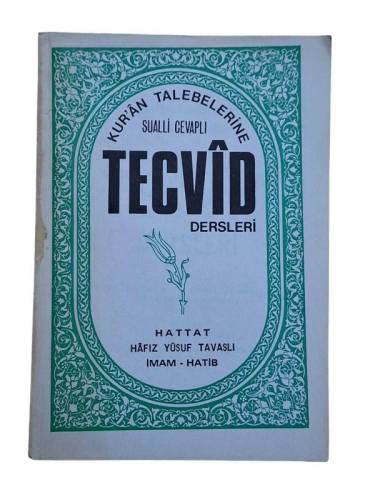 KUR'ÂN TALEBELERİNE
SUALLİ CEVAPLI
TECVÎD
DERSLERİ
HATTAT
HÂFIZ YÛSUF TAVASLI
İMAM - HATİB